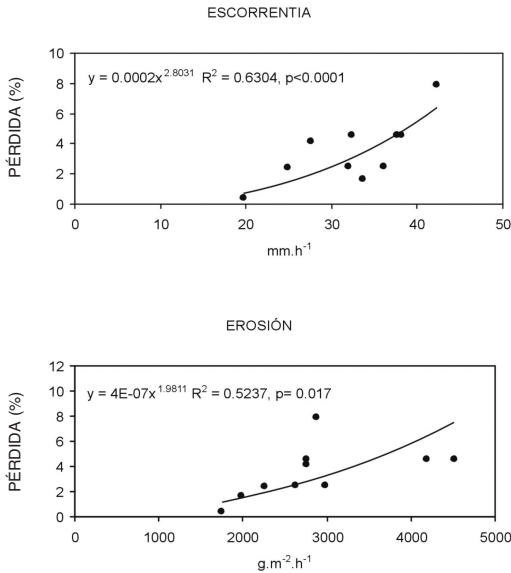 ESCORRENTIA
PÉRDIDA (%)
10
8
6
4
2
0
y = 0.0002x^2.8031 R^2 = 0.6304, p<0.0001
0 10 20 30 40 50
mm.h^-1
EROSIÓN
PÉRDIDA (%)
12
10
8
6
4
2
0
y = 4E-07x^1.9811 R^2 = 0.5237, p= 0.017
0 1000 2000 3000 4000 5000
g.m^-2.h^-1